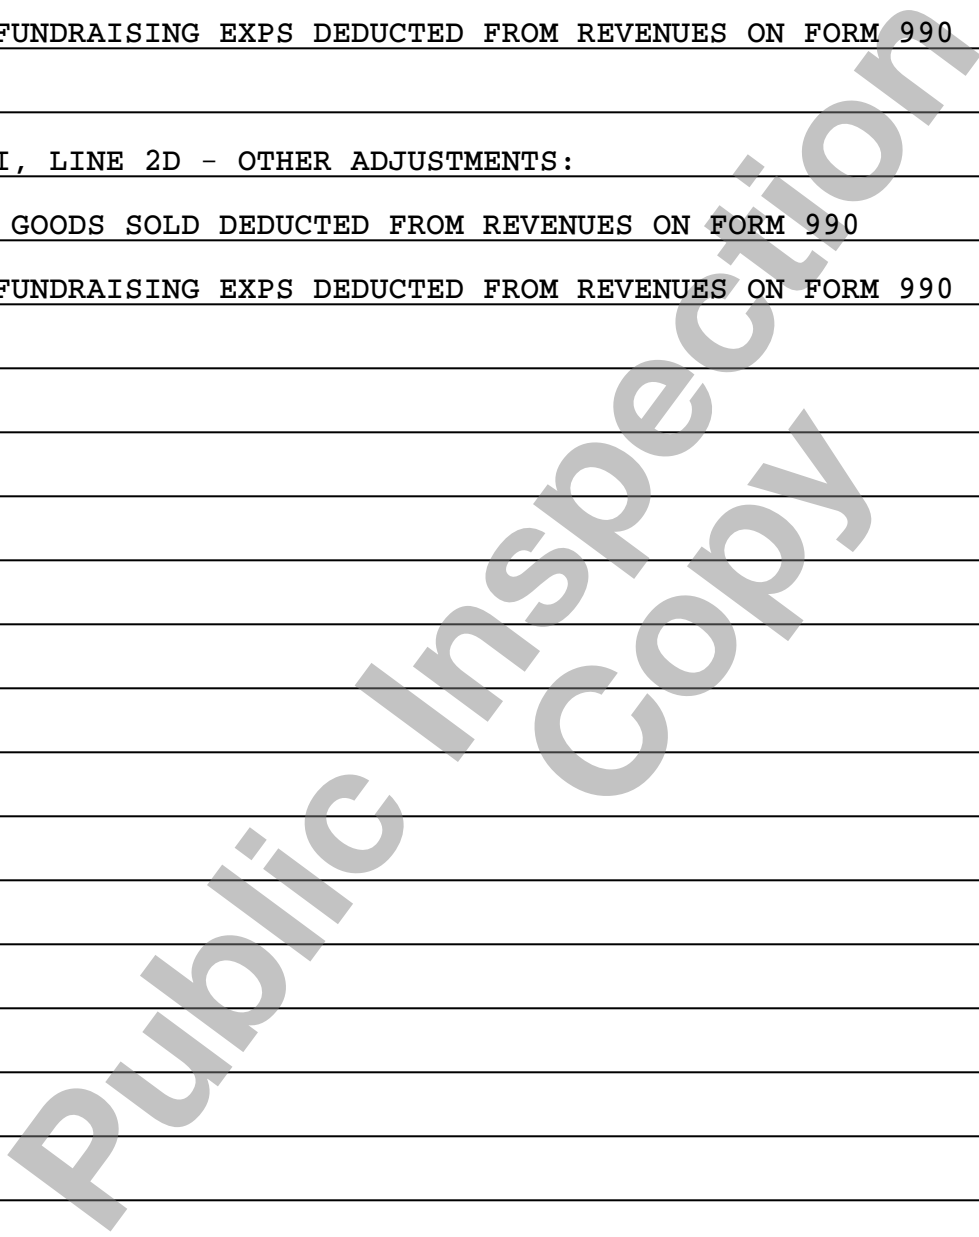 FUNDRAISING EXPS DEDUCTED FROM REVENUES ON FORM 990
I, LINE 2D - OTHER ADJUSTMENTS:
GOODS SOLD DEDUCTED FROM REVENUES ON FORM 990
FUNDRAISING EXPS DEDUCTED FROM REVENUES ON FORM 990
Public Inspection
Copy